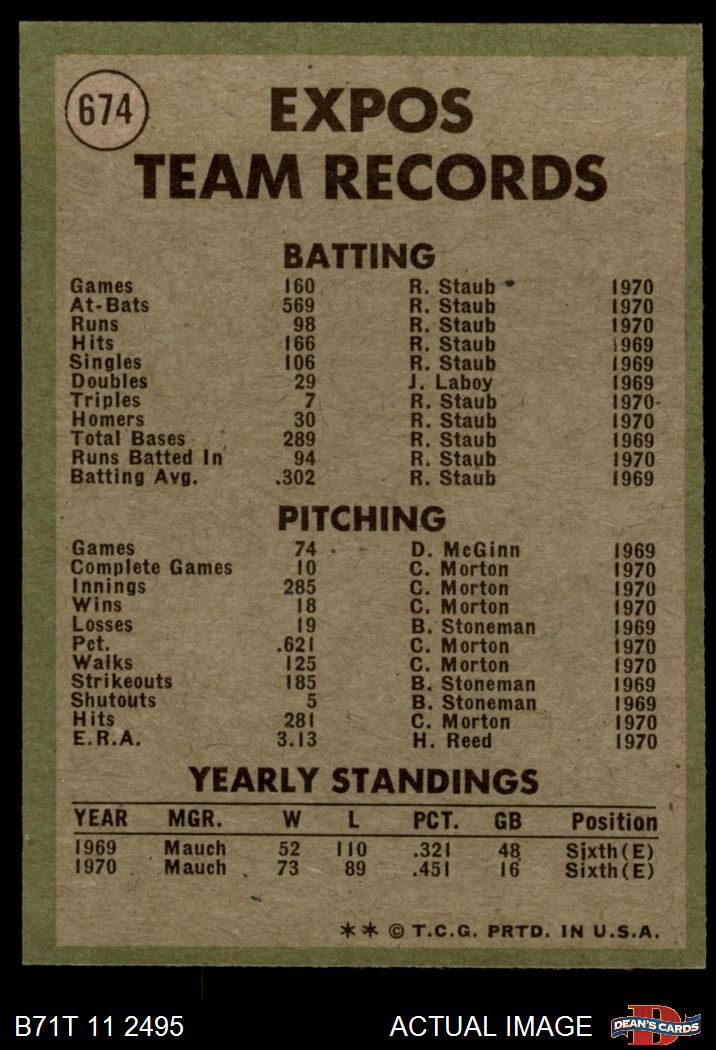 674
EXPOS
TEAM RECORDS
BATTING
Games 160 R. Staub 1970
At-Bats 569 R. Staub 1970
Runs 98 R. Staub 1970
Hits 166 R. Staub 1969
Singles 106 R. Staub 1969
Doubles 29 J. Laboy 1969
Triples 7 R. Staub 1970
Homers 30 R. Staub 1970
Total Bases 289 R. Staub 1969
Runs Batted In 94 R. Staub 1970
Batting Avg. .302 R. Staub 1969
PITCHING
Games 74 D. McGinn 1969
Complete Games 10 C. Morton 1970
Innings 285 C. Morton 1970
Wins 18 C. Morton 1970
Losses 19 B. Stoneman 1969
Pct. .621 C. Morton 1970
Walks 125 C. Morton 1970
Strikeouts 185 B. Stoneman 1969
Shutouts 5 B. Stoneman 1969
Hits 281 C. Morton 1970
E.R.A. 3.13 H. Reed 1970
YEARLY STANDINGS
YEAR MGR. W L PCT. GB Position
1969 Mauch 52 110 .321 48 Sixth (E)
1970 Mauch 73 89 .451 16 Sixth (E)
** © T.C.G. PRTD. IN U.S.A.
B71T 11 2495 ACTUAL IMAGE DEAN'S CARDS